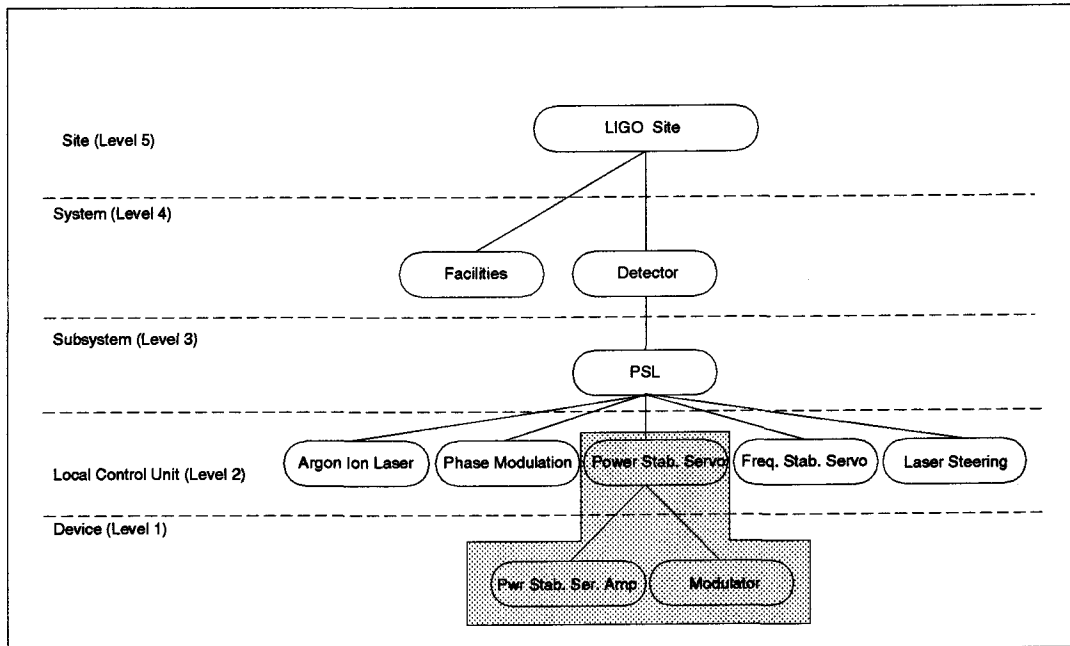 Site (Level 5)
LIGO Site
System (Level 4)
Facilities
Detector
Subsystem (Level 3)
PSL
Local Control Unit (Level 2)
Argon Ion Laser
Phase Modulation
Power Stab. Servo
Freq. Stab. Servo
Laser Steering
Device (Level 1)
Pwr Stab. Ser. Amp
Modulator